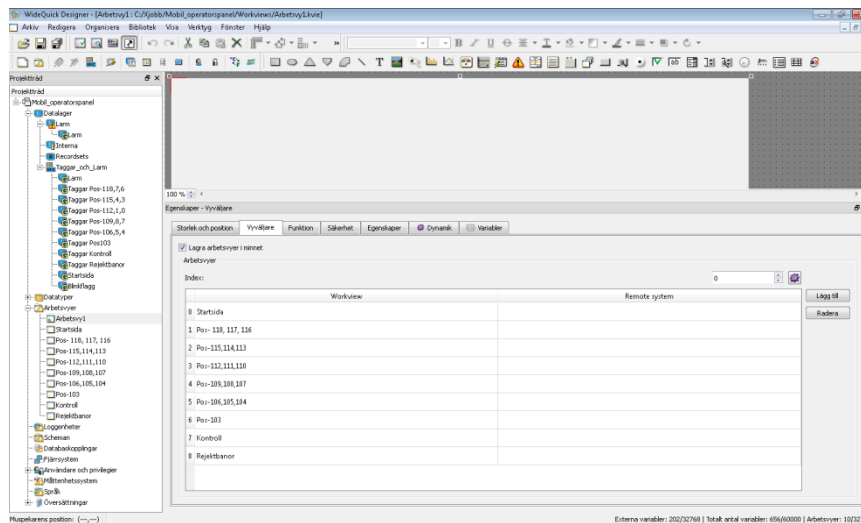 WideQuick Designer - [Arbetsvy1 : C:/Xjobb/Mobil_operatorspanel/Workviews/Arbetsvy1.kvie]
Arkiv Redigera Organisera Bibliotek Visa Verktyg Fönster Hjälp
Projektträd
Projektträd
Mobil_operatorspanel
Datalager
Larm
Larm
Interna
Recordsets
Taggar_och_Larm
Larm
Taggar Pos-118,7,6
Taggar Pos-115,4,3
Taggar Pos-112,1,0
Taggar Pos-109,8,7
Taggar Pos-106,5,4
Taggar Pos103
Taggar Kontroll
Taggar Rejektbanor
Startsida
Blinkflagg
Datatyper
Arbetsvyer
Arbetsvy1
Startsida
Pos- 118, 117, 116
Pos-115,114,113
Pos-112,111,110
Pos-109,108,107
Pos-106,105,104
Pos-103
Kontroll
Rejektbanor
Loggenheter
Scheman
Databaskopplingar
Fjärrsystem
Användare och privilegier
Måttenhetssystem
Språk
Översättningar
100 %
Egenskaper - Vyväljare
Storlek och position Vyväljare Funktion Säkerhet Egenskaper Dynamik Variabler
Lagra arbetsvyer i minnet
Arbetsvyer
Index: 0
Workview Remote system Lägg till
0 Startsida Radera
1 Pos- 118, 117, 116
2 Pos-115,114,113
3 Pos-112,111,110
4 Pos-109,108,107
5 Pos-106,105,104
6 Pos-103
7 Kontroll
8 Rejektbanor
Muspekarens position: (---,---) Externa variabler: 202/32768 | Totalt antal variabler: 656/60000 | Arbetsvyer: 10/32